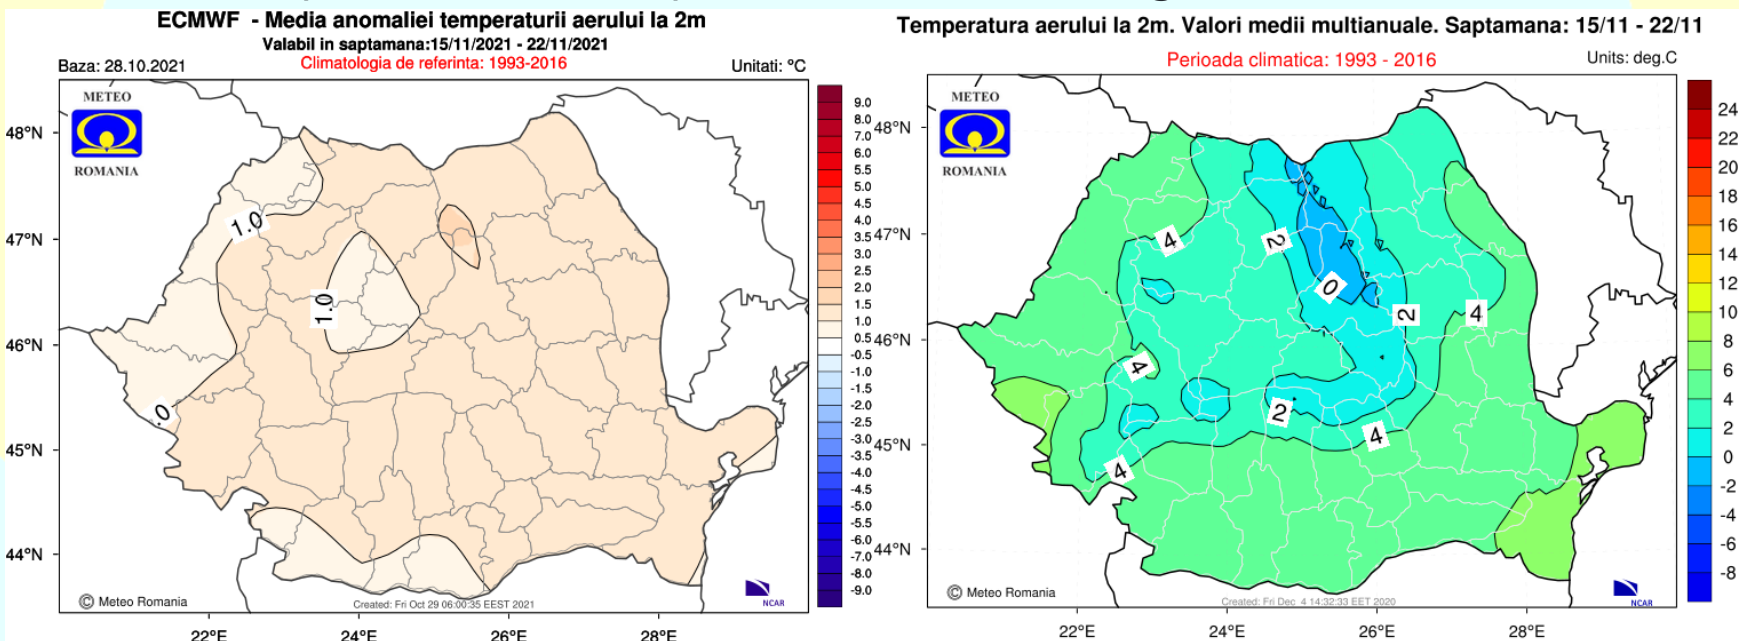 ECMWF - Media anomaliei temperaturii aerului la 2m
Valabil in saptamana:15/11/2021 - 22/11/2021
Baza: 28.10.2021
Climatologia de referinta: 1993-2016
Unitati: ºC
METEO
ROMANIA
48°N
47°N
46°N
45°N
44°N
1.0
1.0
.0
9.0
8.0
7.0
6.0
5.5
5.0
4.5
4.0
3.5
3.0
2.5
2.0
1.5
1.0
0.5
-0.5
-1.0
-1.5
-2.0
-2.5
-3.0
-3.5
-4.0
-4.5
-5.0
-5.5
-6.0
-7.0
-8.0
-9.0
© Meteo Romania
Created: Fri Oct 29 06:00:35 EEST 2021
NCAR
22°E
24°E
26°E
28°E
Temperatura aerului la 2m. Valori medii multianuale. Saptamana: 15/11 - 22/11
Perioada climatica: 1993 - 2016
Units: deg.C
METEO
ROMANIA
48°N
47°N
46°N
45°N
44°N
4
2
0
2
4
4
2
4
4
24
22
20
18
16
14
12
10
8
6
4
2
0
-2
-4
-6
-8
© Meteo Romania
Created: Fri Dec 4 14:32:33 EET 2020
NCAR
22°E
24°E
26°E
28°E